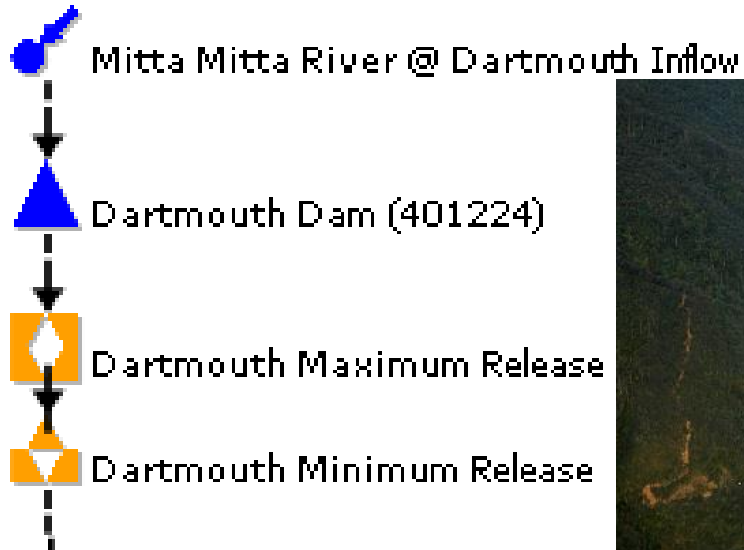 Mitta Mitta River @ Dartmouth Inflow
Dartmouth Dam (401224)
Dartmouth Maximum Release
Dartmouth Minimum Release